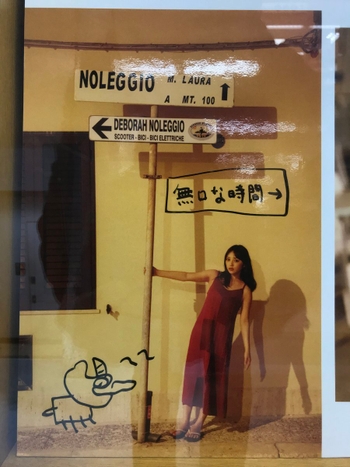 NOLEGGIO M. LAURA ↑
A MT. 100
← DEBORAH NOLEGGIO
SCOOTER - BICI - BICI ELETTRICHE
無口な時間→